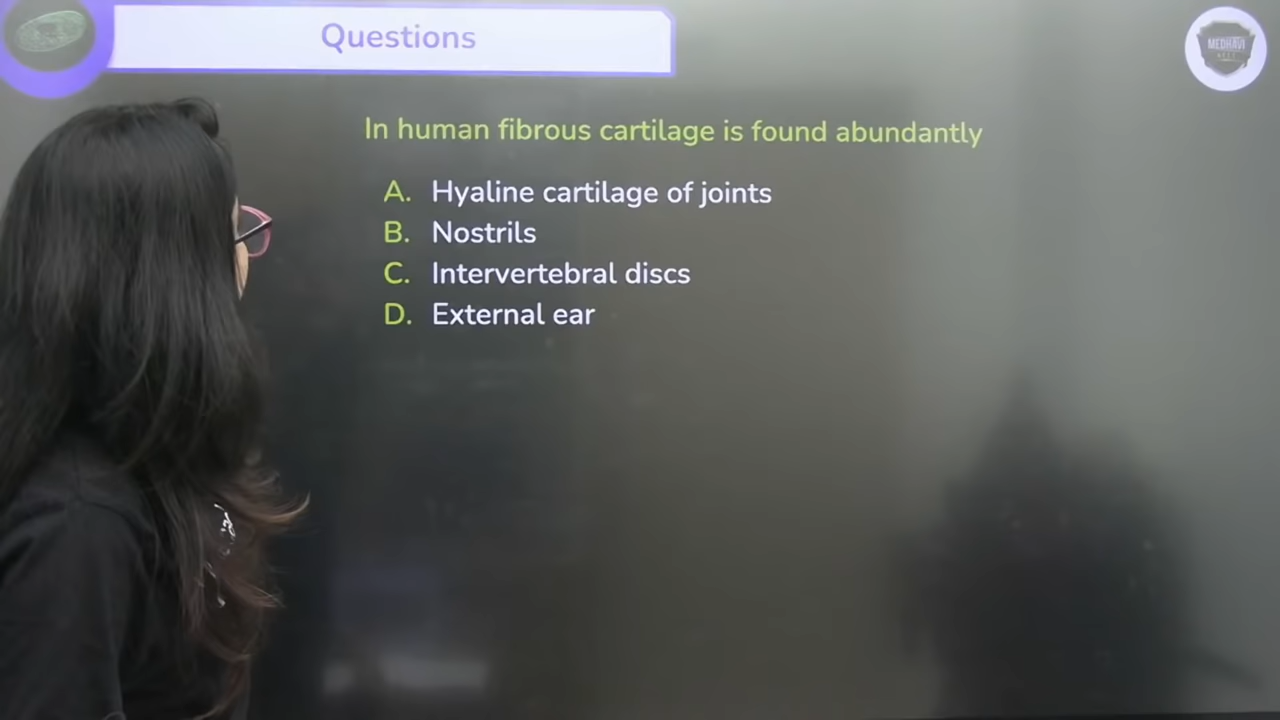 Questions
MEDHAVI
In human fibrous cartilage is found abundantly
A. Hyaline cartilage of joints
B. Nostrils
C. Intervertebral discs
D. External ear